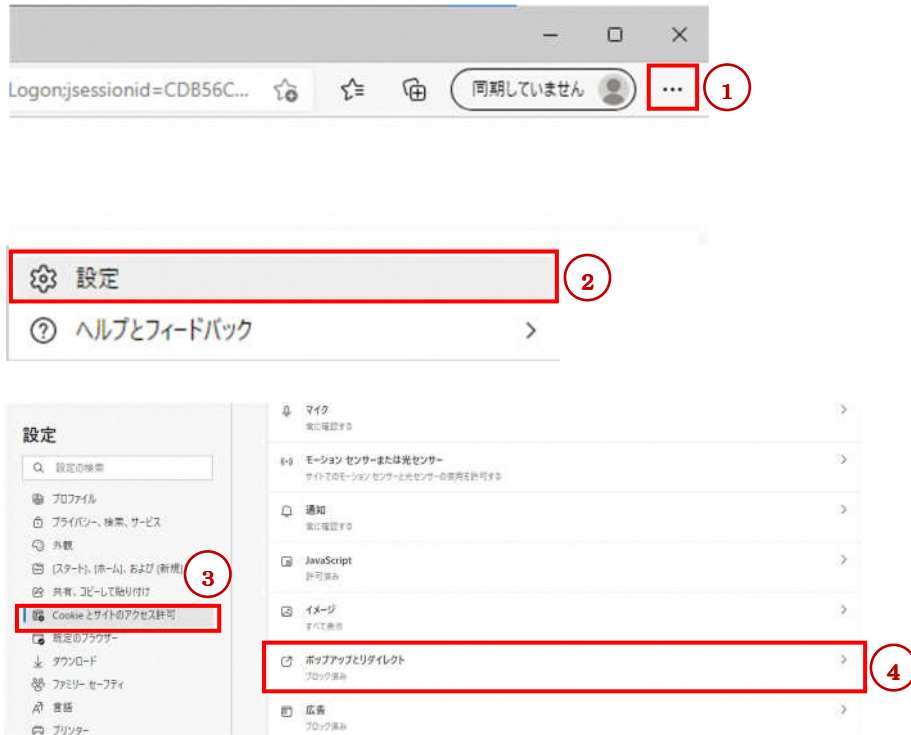 Logon;jsessionid=CDB56C...
同期していません
...
1
設定
2
ヘルプとフィードバック
設定
設定の検索
プロファイル
プライバシー、検索、サービス
外観
[スタート]、[ホーム]、および [新規]
3
共有、コピーして貼り付け
Cookie とサイトのアクセス許可
既定のブラウザー
ダウンロード
ファミリー セーフティ
言語
プリンター
マイク
常に確認する
モーション センサーまたは光センサー
サイトでのモーション センサーと光センサーの使用を許可する
通知
常に確認する
JavaScript
許可済み
イメージ
すべて表示
ポップアップとリダイレクト
ブロック済み
4
広告
ブロック済み